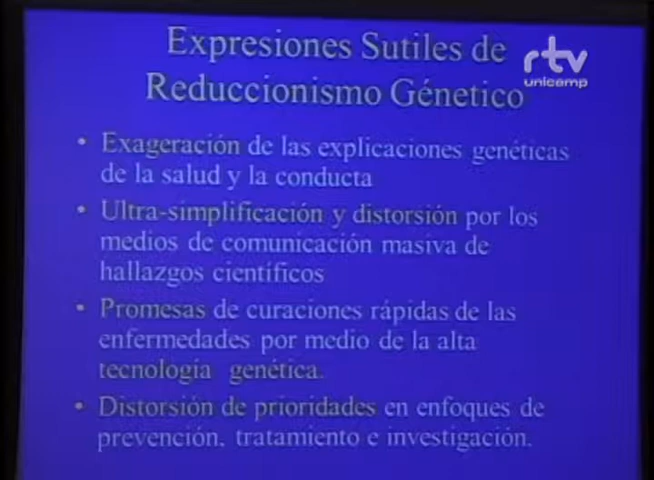 Expresiones Sutiles de
Reduccionismo Génetico
rtv
unicamp
• Exageración de las explicaciones genéticas
de la salud y la conducta
• Ultra-simplificación y distorsión por los
medios de comunicación masiva de
hallazgos científicos
• Promesas de curaciones rápidas de las
enfermedades por medio de la alta
tecnología genética.
• Distorsión de prioridades en enfoques de
prevención, tratamiento e investigación.